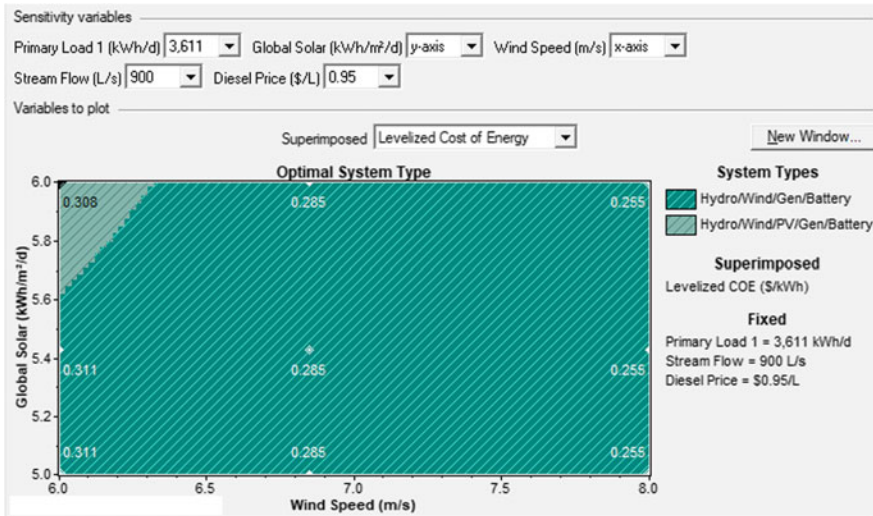 Sensitivity variables
Primary Load 1 (kWh/d) 3,611 Global Solar (kWh/m²/d) y-axis Wind Speed (m/s) x-axis
Stream Flow (L/s) 900 Diesel Price ($/L) 0.95
Variables to plot
Superimposed Levelized Cost of Energy New Window...
Optimal System Type
System Types
Hydro/Wind/Gen/Battery
Hydro/Wind/PV/Gen/Battery
Superimposed
Levelized COE ($/kWh)
Fixed
Primary Load 1 = 3,611 kWh/d
Stream Flow = 900 L/s
Diesel Price = $0.95/L
Global Solar (kWh/m²/d)
6.0
5.8
5.6
5.4
5.2
5.0
0.308 0.285 0.255
0.311 0.285 0.255
0.311 0.285 0.255
6.0 6.5 7.0 7.5 8.0
Wind Speed (m/s)